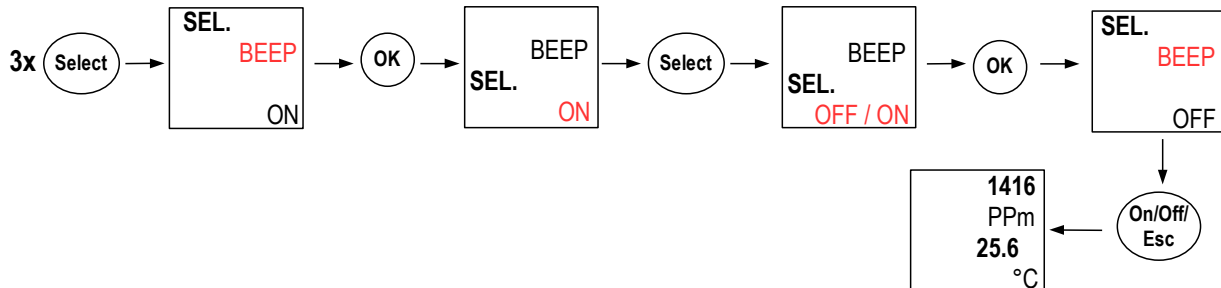 3x
Select
SEL.
BEEP
ON
OK
BEEP
SEL.
ON
Select
BEEP
SEL.
OFF / ON
OK
SEL.
BEEP
OFF
On/Off/
Esc
1416
PPm
25.6
°C